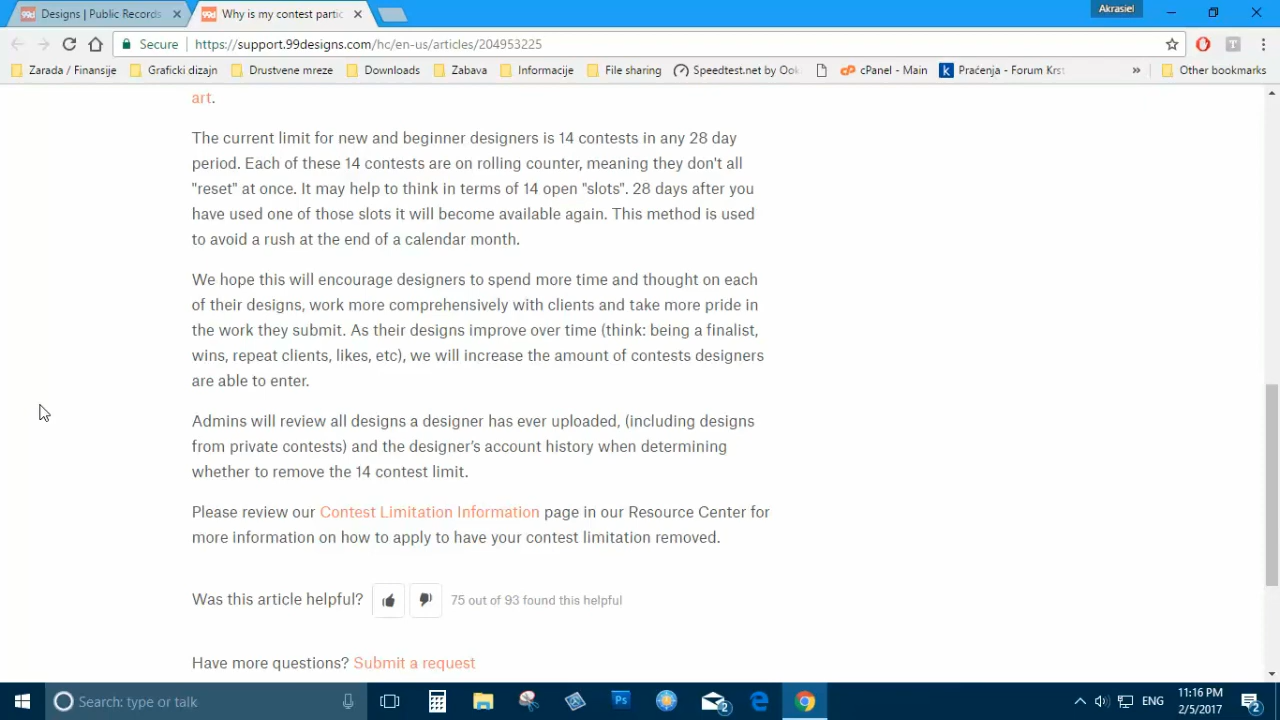 Designs | Public Records
Why is my contest partic
Akrasiel
Secure
https://support.99designs.com/hc/en-us/articles/204953225
Zarada / Finansije
Graficki dizajn
Drustvene mreze
Downloads
Zabava
Informacije
File sharing
Speedtest.net by Ook
cPanel - Main
Praćenja - Forum Krst
»
Other bookmarks
art.
The current limit for new and beginner designers is 14 contests in any 28 day
period. Each of these 14 contests are on rolling counter, meaning they don't all
"reset" at once. It may help to think in terms of 14 open "slots". 28 days after you
have used one of those slots it will become available again. This method is used
to avoid a rush at the end of a calendar month.
We hope this will encourage designers to spend more time and thought on each
of their designs, work more comprehensively with clients and take more pride in
the work they submit. As their designs improve over time (think: being a finalist,
wins, repeat clients, likes, etc), we will increase the amount of contests designers
are able to enter.
Admins will review all designs a designer has ever uploaded, (including designs
from private contests) and the designer's account history when determining
whether to remove the 14 contest limit.
Please review our Contest Limitation Information page in our Resource Center for
more information on how to apply to have your contest limitation removed.
Was this article helpful?
75 out of 93 found this helpful
Have more questions? Submit a request
Search: type or talk
Ps
2
ENG
11:16 PM
2/5/2017
2